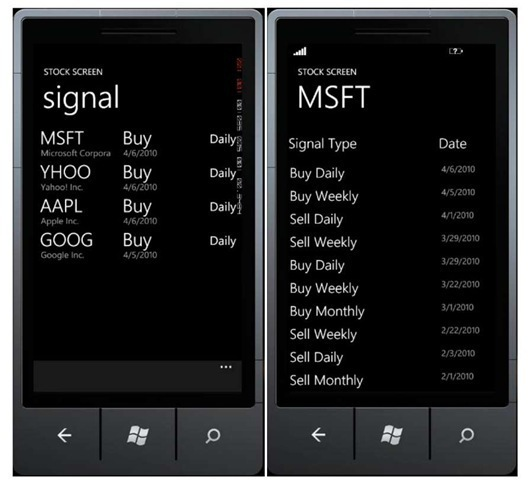 STOCK SCREEN
signal
MSFT Buy Daily
Microsoft Corpora 4/6/2010
YHOO Buy Daily
Yahoo! Inc. 4/6/2010
AAPL Buy Daily
Apple Inc. 4/6/2010
GOOG Buy Daily
Google Inc. 4/5/2010
...
?
STOCK SCREEN
MSFT
Signal Type Date
Buy Daily 4/6/2010
Buy Weekly 4/5/2010
Sell Daily 4/1/2010
Sell Weekly 3/29/2010
Buy Daily 3/29/2010
Buy Weekly 3/22/2010
Buy Monthly 3/1/2010
Sell Weekly 2/22/2010
Sell Daily 2/3/2010
Sell Monthly 2/1/2010